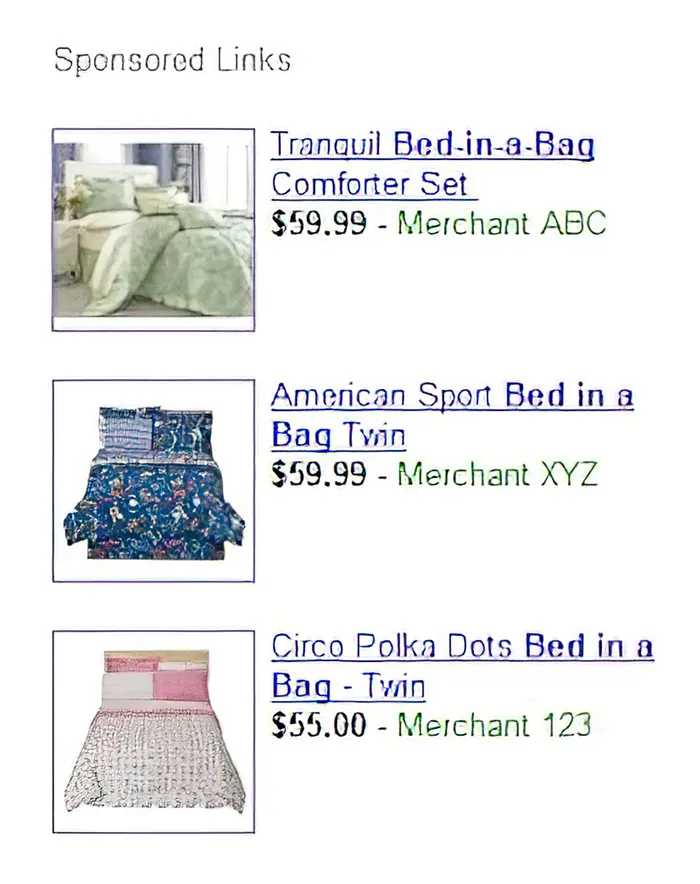 Sponsored Links
Tranquil Bed-in-a-Bag
Comforter Set
$59.99 - Merchant ABC
American Sport Bed in a
Bag Twin
$59.99 - Merchant XYZ
Circo Polka Dots Bed in a
Bag - Twin
$55.00 - Merchant 123